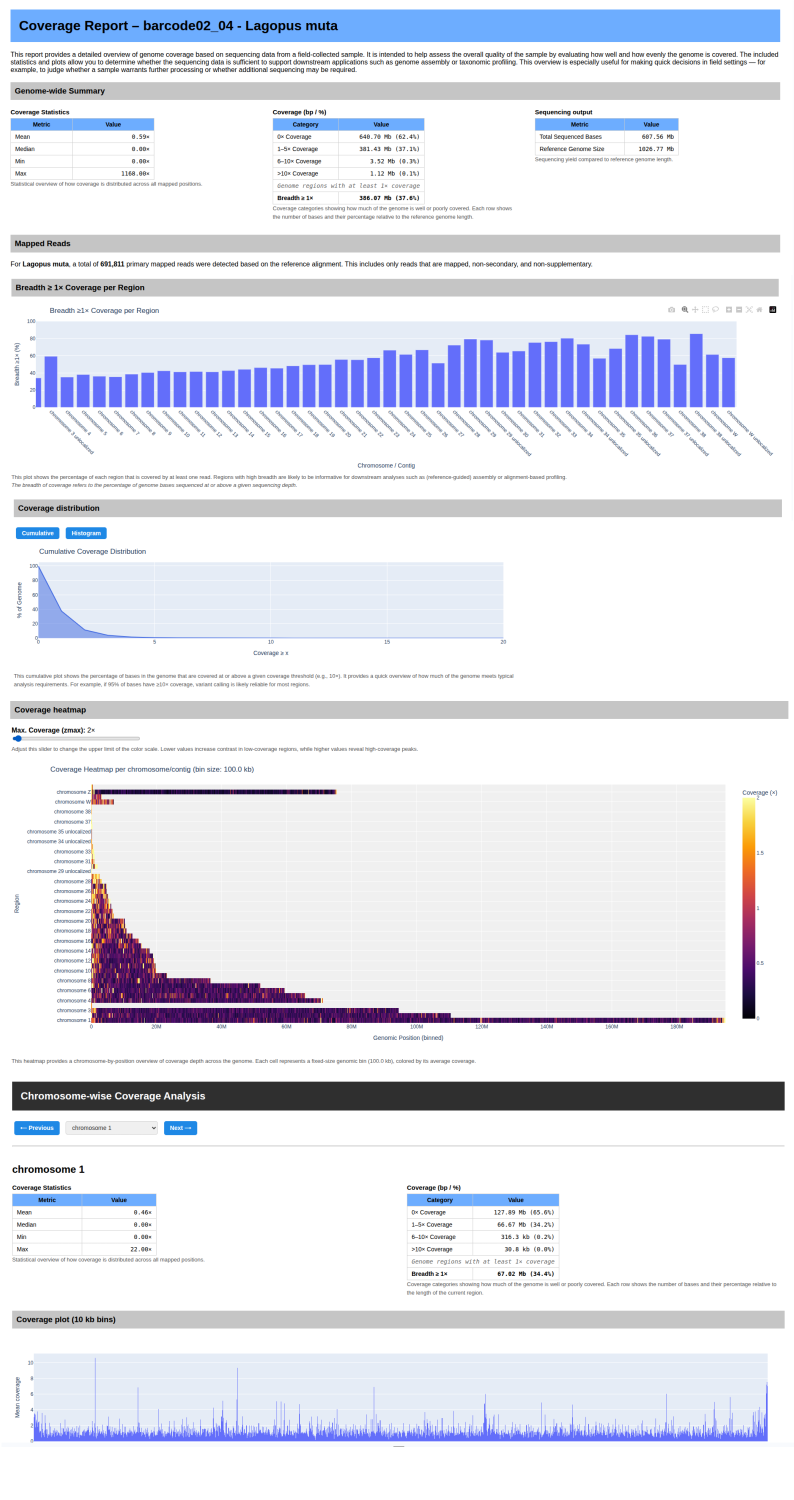 Coverage Report – barcode02_04 - Lagopus muta
This report provides a detailed overview of genome coverage based on sequencing data from a field-collected sample. It is intended to help assess the overall quality of the sample by evaluating how well and how evenly the genome is covered. The included
statistics and plots allow you to determine whether the sequencing data is sufficient to support downstream applications such as genome assembly or taxonomic profiling. This overview is especially useful for making quick decisions in field settings — for
example, to judge whether a sample warrants further processing or whether additional sequencing may be required.
Genome-wide Summary
Coverage Statistics
Metric Value
Mean 0.59×
Median 0.00×
Min 0.00×
Max 1168.00×
Statistical overview of how coverage is distributed across all mapped positions.
Coverage (bp / %)
Category Value
0× Coverage 640.70 Mb (62.4%)
1–5× Coverage 381.43 Mb (37.1%)
6–10× Coverage 3.52 Mb (0.3%)
>10× Coverage 1.12 Mb (0.1%)
Genome regions with at least 1× coverage
Breadth ≥ 1× 386.07 Mb (37.6%)
Coverage categories showing how much of the genome is well or poorly covered. Each row shows
the number of bases and their percentage relative to the reference genome length.
Sequencing output
Metric Value
Total Sequenced Bases 607.56 Mb
Reference Genome Size 1026.77 Mb
Sequencing yield compared to reference genome length.
Mapped Reads
For Lagopus muta, a total of 691,811 primary mapped reads were detected based on the reference alignment. This includes only reads that are mapped, non-secondary, and non-supplementary.
Breadth ≥ 1× Coverage per Region
Breadth ≥1× Coverage per Region
Breadth ≥1× (%)
100
80
60
40
20
0
chromosome 3 unlocalized
chromosome 4
chromosome 5
chromosome 6
chromosome 7
chromosome 8
chromosome 9
chromosome 10
chromosome 11
chromosome 12
chromosome 13
chromosome 14
chromosome 15
chromosome 16
chromosome 17
chromosome 18
chromosome 19
chromosome 20
chromosome 21
chromosome 22
chromosome 23
chromosome 24
chromosome 25
chromosome 26
chromosome 27
chromosome 28
chromosome 29
chromosome 29 unlocalized
chromosome 30
chromosome 31
chromosome 32
chromosome 33
chromosome 34
chromosome 34 unlocalized
chromosome 35
chromosome 35 unlocalized
chromosome 36
chromosome 37
chromosome 37 unlocalized
chromosome 38
chromosome 38 unlocalized
chromosome W
chromosome W unlocalized
Chromosome / Contig
This plot shows the percentage of each region that is covered by at least one read. Regions with high breadth are likely to be informative for downstream analyses such as (reference-guided) assembly or alignment-based profiling.
The breadth of coverage refers to the percentage of genome bases sequenced at or above a given sequencing depth.
Coverage distribution
Cumulative Histogram
Cumulative Coverage Distribution
% of Genome
100
80
60
40
20
0
0 5 10 15 20
Coverage ≥ x
This cumulative plot shows the percentage of bases in the genome that are covered at or above a given coverage threshold (e.g., 10×). It provides a quick overview of how much of the genome meets typical
analysis requirements. For example, if 95% of bases have ≥10× coverage, variant calling is likely reliable for most regions.
Coverage heatmap
Max. Coverage (zmax): 2×
Adjust this slider to change the upper limit of the color scale. Lower values increase contrast in low-coverage regions, while higher values reveal high-coverage peaks.
Coverage Heatmap per chromosome/contig (bin size: 100.0 kb)
Region
chromosome Z
chromosome W
chromosome 38
chromosome 37
chromosome 35 unlocalized
chromosome 34 unlocalized
chromosome 33
chromosome 31
chromosome 29 unlocalized
chromosome 28
chromosome 26
chromosome 24
chromosome 22
chromosome 20
chromosome 18
chromosome 16
chromosome 14
chromosome 12
chromosome 10
chromosome 8
chromosome 6
chromosome 4
chromosome 3
chromosome 1
0 20M 40M 60M 80M 100M 120M 140M 160M 180M
Genomic Position (binned)
Coverage (×)
2
1.5
1
0.5
0
This heatmap provides a chromosome-by-position overview of coverage depth across the genome. Each cell represents a fixed-size genomic bin (100.0 kb), colored by its average coverage.
Chromosome-wise Coverage Analysis
← Previous chromosome 1 Next →
chromosome 1
Coverage Statistics
Metric Value
Mean 0.46×
Median 0.00×
Min 0.00×
Max 22.00×
Statistical overview of how coverage is distributed across all mapped positions.
Coverage (bp / %)
Category Value
0× Coverage 127.89 Mb (65.6%)
1–5× Coverage 66.67 Mb (34.2%)
6–10× Coverage 316.3 kb (0.2%)
>10× Coverage 30.8 kb (0.0%)
Genome regions with at least 1× coverage
Breadth ≥ 1× 67.02 Mb (34.4%)
Coverage categories showing how much of the genome is well or poorly covered. Each row shows the number of bases and their percentage relative to
the length of the current region.
Coverage plot (10 kb bins)
Mean coverage
10
8
6
4
2
0